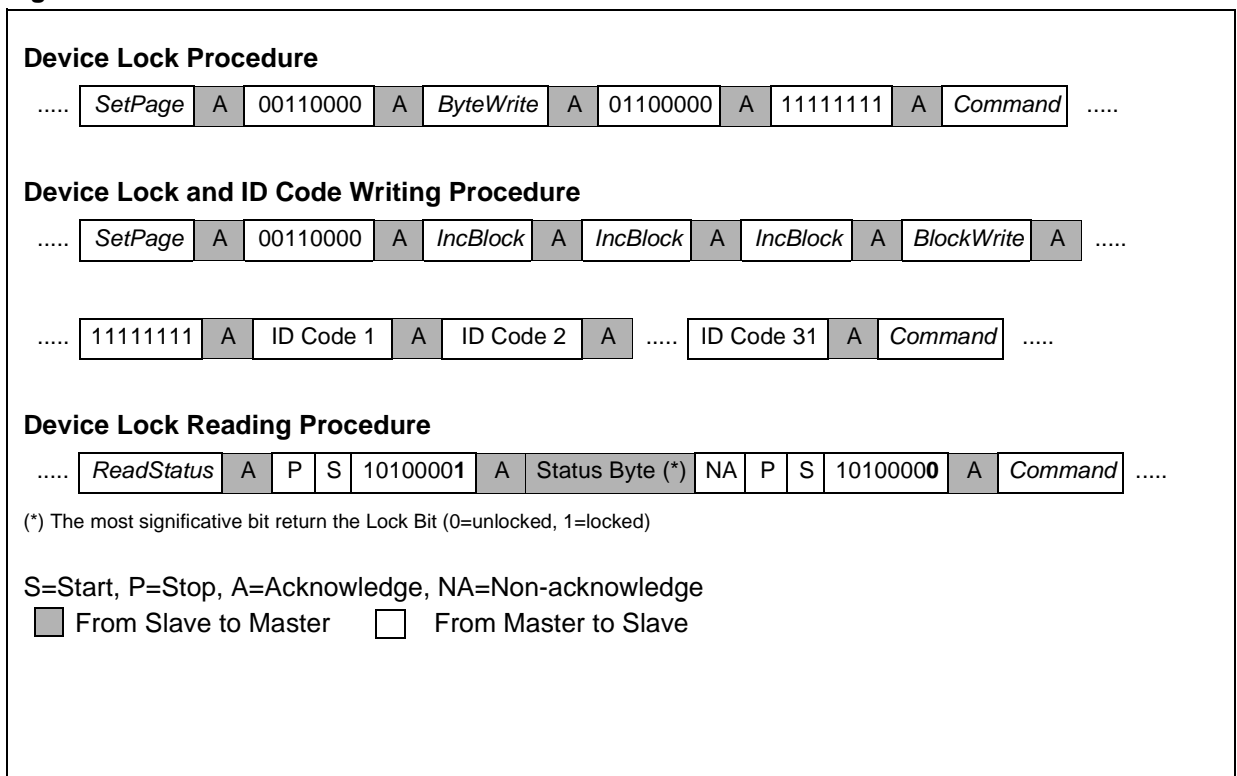 Device Lock Procedure
..... SetPage A 00110000 A ByteWrite A 01100000 A 11111111 A Command .....
Device Lock and ID Code Writing Procedure
..... SetPage A 00110000 A IncBlock A IncBlock A IncBlock A BlockWrite A .....
..... 11111111 A ID Code 1 A ID Code 2 A ..... ID Code 31 A Command .....
Device Lock Reading Procedure
..... ReadStatus A P S 10100001 A Status Byte (*) NA P S 10100000 A Command .....
(*) The most significative bit return the Lock Bit (0=unlocked, 1=locked)
S=Start, P=Stop, A=Acknowledge, NA=Non-acknowledge
From Slave to Master From Master to Slave